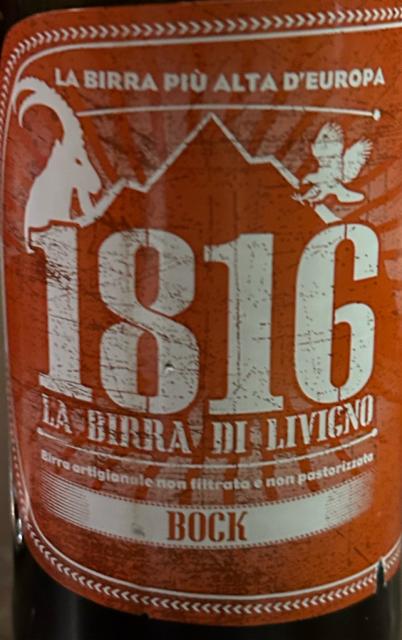 LA BIRRA PIÙ ALTA D'EUROPA
1816
LA BIRRA DI LIVIGNO
Birra artigianale non filtrata e non pastorizzata
BOCK